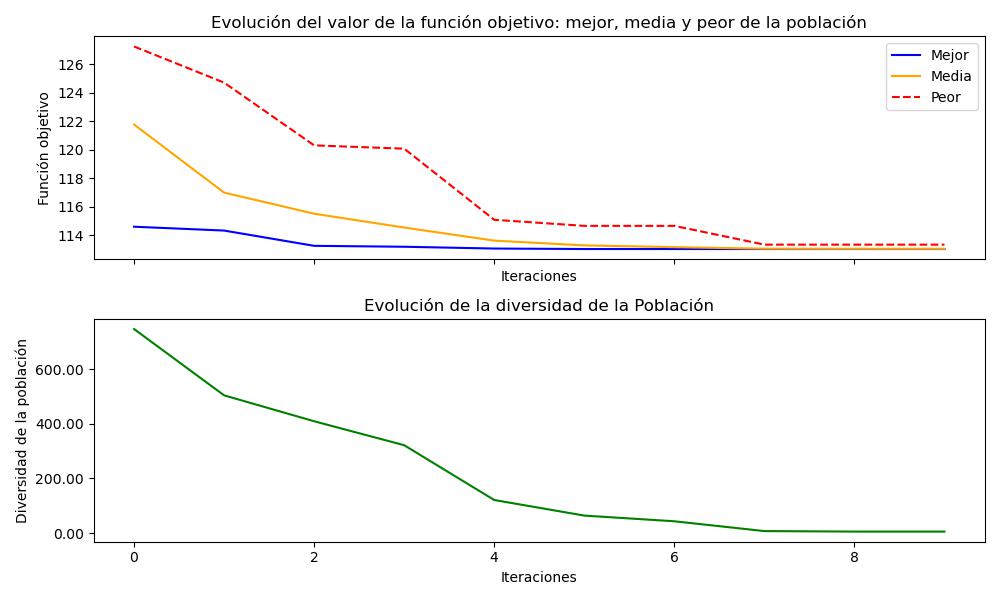 Evolución del valor de la función objetivo: mejor, media y peor de la población
Función objetivo
126
124
122
120
118
116
114
Mejor
Media
Peor
Iteraciones
Evolución de la diversidad de la Población
Diversidad de la población
600.00
400.00
200.00
0.00
0 2 4 6 8
Iteraciones